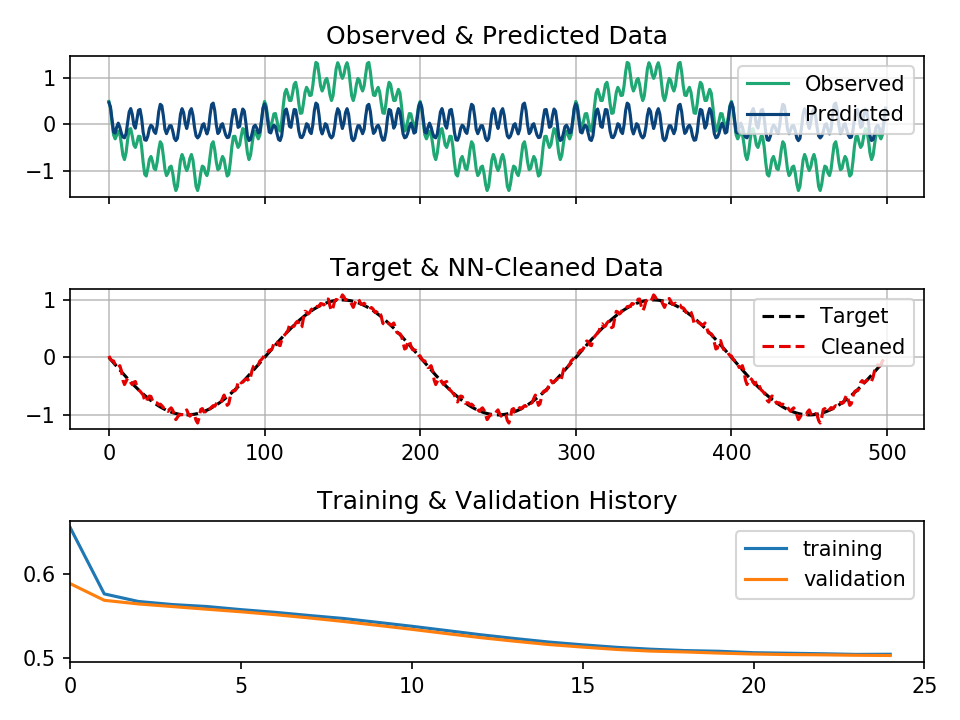 Observed & Predicted Data
1
0
−1
Observed
Predicted
Target & NN-Cleaned Data
1
0
−1
Target
Cleaned
0 100 200 300 400 500
Training & Validation History
0.6
0.5
training
validation
0 5 10 15 20 25